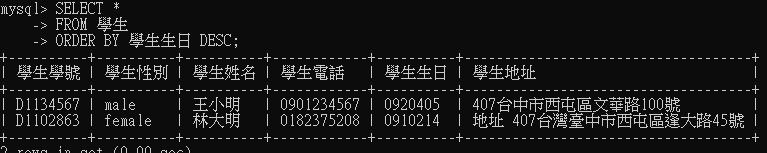 mysql> SELECT *
    -> FROM 學生
    -> ORDER BY 學生生日 DESC;
+----------+----------+----------+------------+----------+--------------------------------------+
| 學生學號 | 學生性別 | 學生姓名 | 學生電話   | 學生生日 | 學生地址                             |
+----------+----------+----------+------------+----------+--------------------------------------+
| D1134567 | male     | 王小明   | 0901234567 | 0920405  | 407台中市西屯區文華路100號           |
| D1102863 | female   | 林大明   | 0182375208 | 0910214  | 地址 407台灣臺中市西屯區逢大路45號 |
+----------+----------+----------+------------+----------+--------------------------------------+
2 rows in set (0.00 sec)